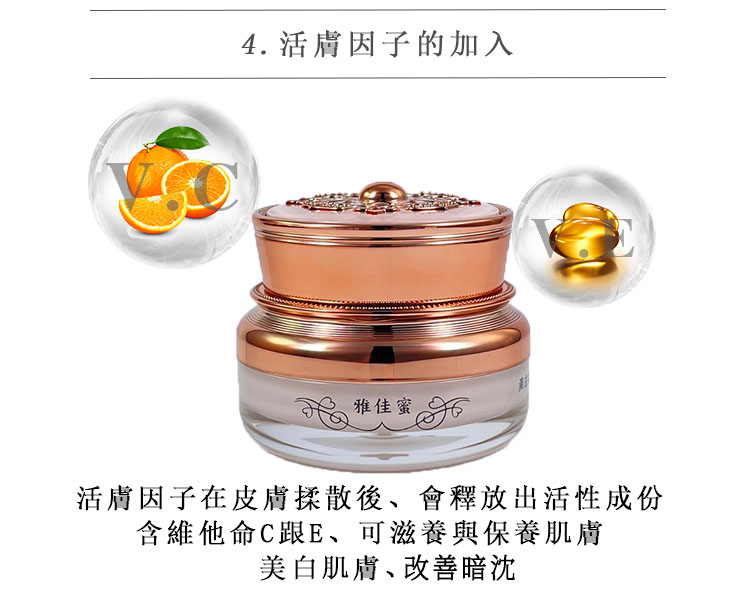 4.活膚因子的加入
V.C
V.E
雅佳蜜
活膚因子在皮膚揉散後、會釋放出活性成份
含維他命C跟E、可滋養與保養肌膚
美白肌膚、改善暗沈